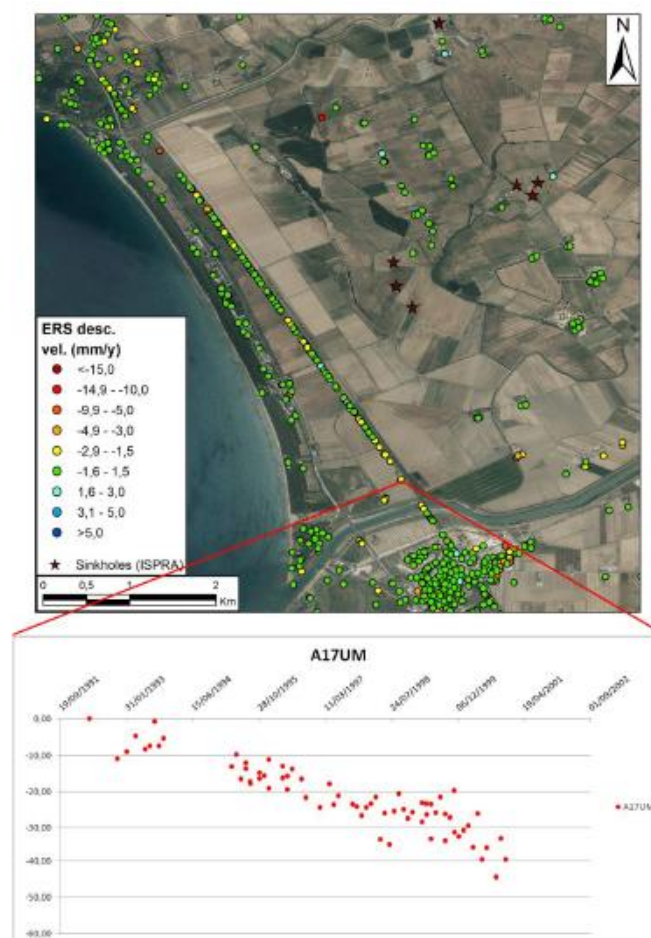 N
ERS desc.
vel. (mm/y)
<-15,0
-14,9 - -10,0
-9,9 - -5,0
-4,9 - -3,0
-2,9 - -1,5
-1,6 - 1,5
1,6 - 3,0
3,1 - 5,0
>5,0
Sinkholes (ISPRA)
0 0,5 1 2
Km
A17UM
19/09/1991 31/01/1993 15/06/1994 28/10/1995 11/03/1997 24/07/1998 06/12/1999 19/04/2001 01/09/2002
0,00
-10,00
-20,00
-30,00
-40,00
-50,00
-60,00
A17UM